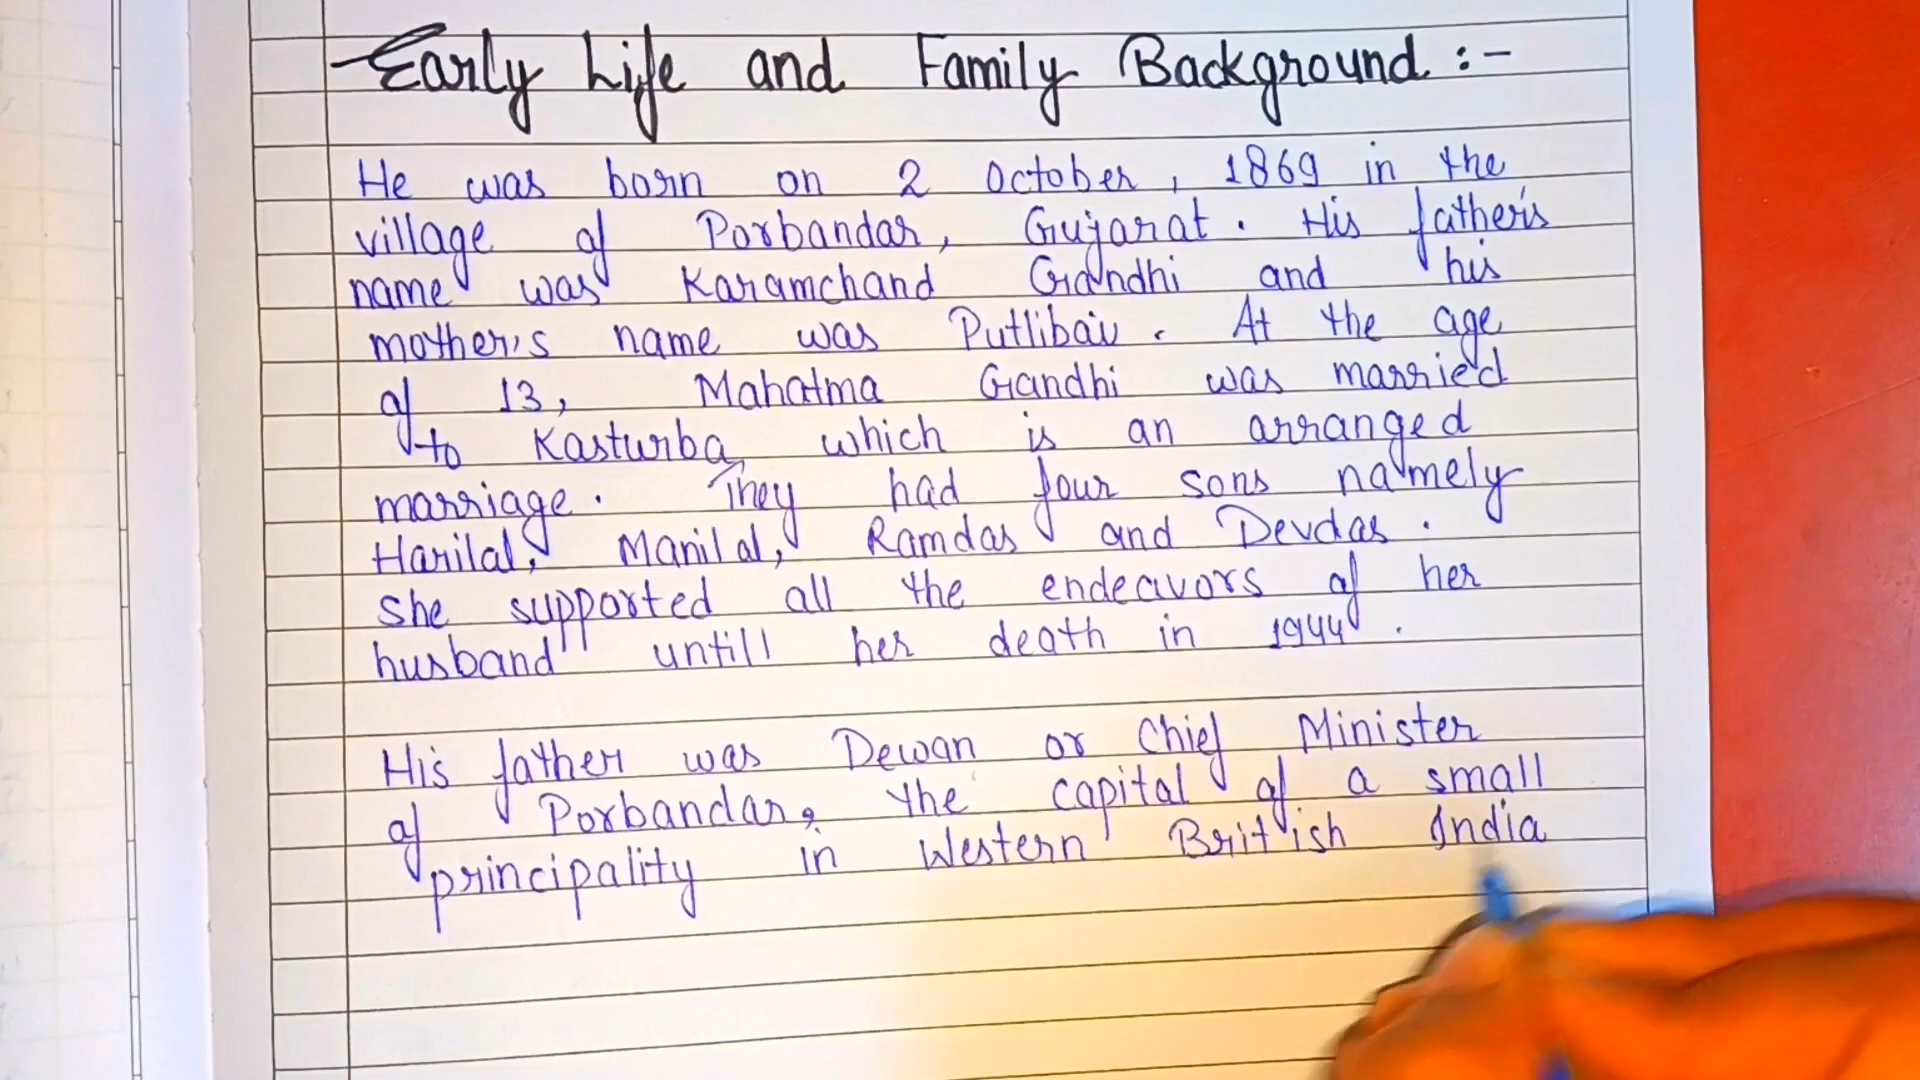 Early Life and Family Background :-
He was born on 2 October, 1869 in the
village of Porbandar, Gujarat. His father's
name was Karamchand Gandhi and his
mother's name was Putlibai. At the age
of 13, Mahatma Gandhi was married
to Kasturba which is an arranged
marriage. They had four sons namely
Harilal, Manilal, Ramdas and Devdas.
She supported all the endeavors of her
husband untill her death in 1944.
His father was Dewan or Chief Minister
of Porbandar, the capital of a small
principality in Western British India